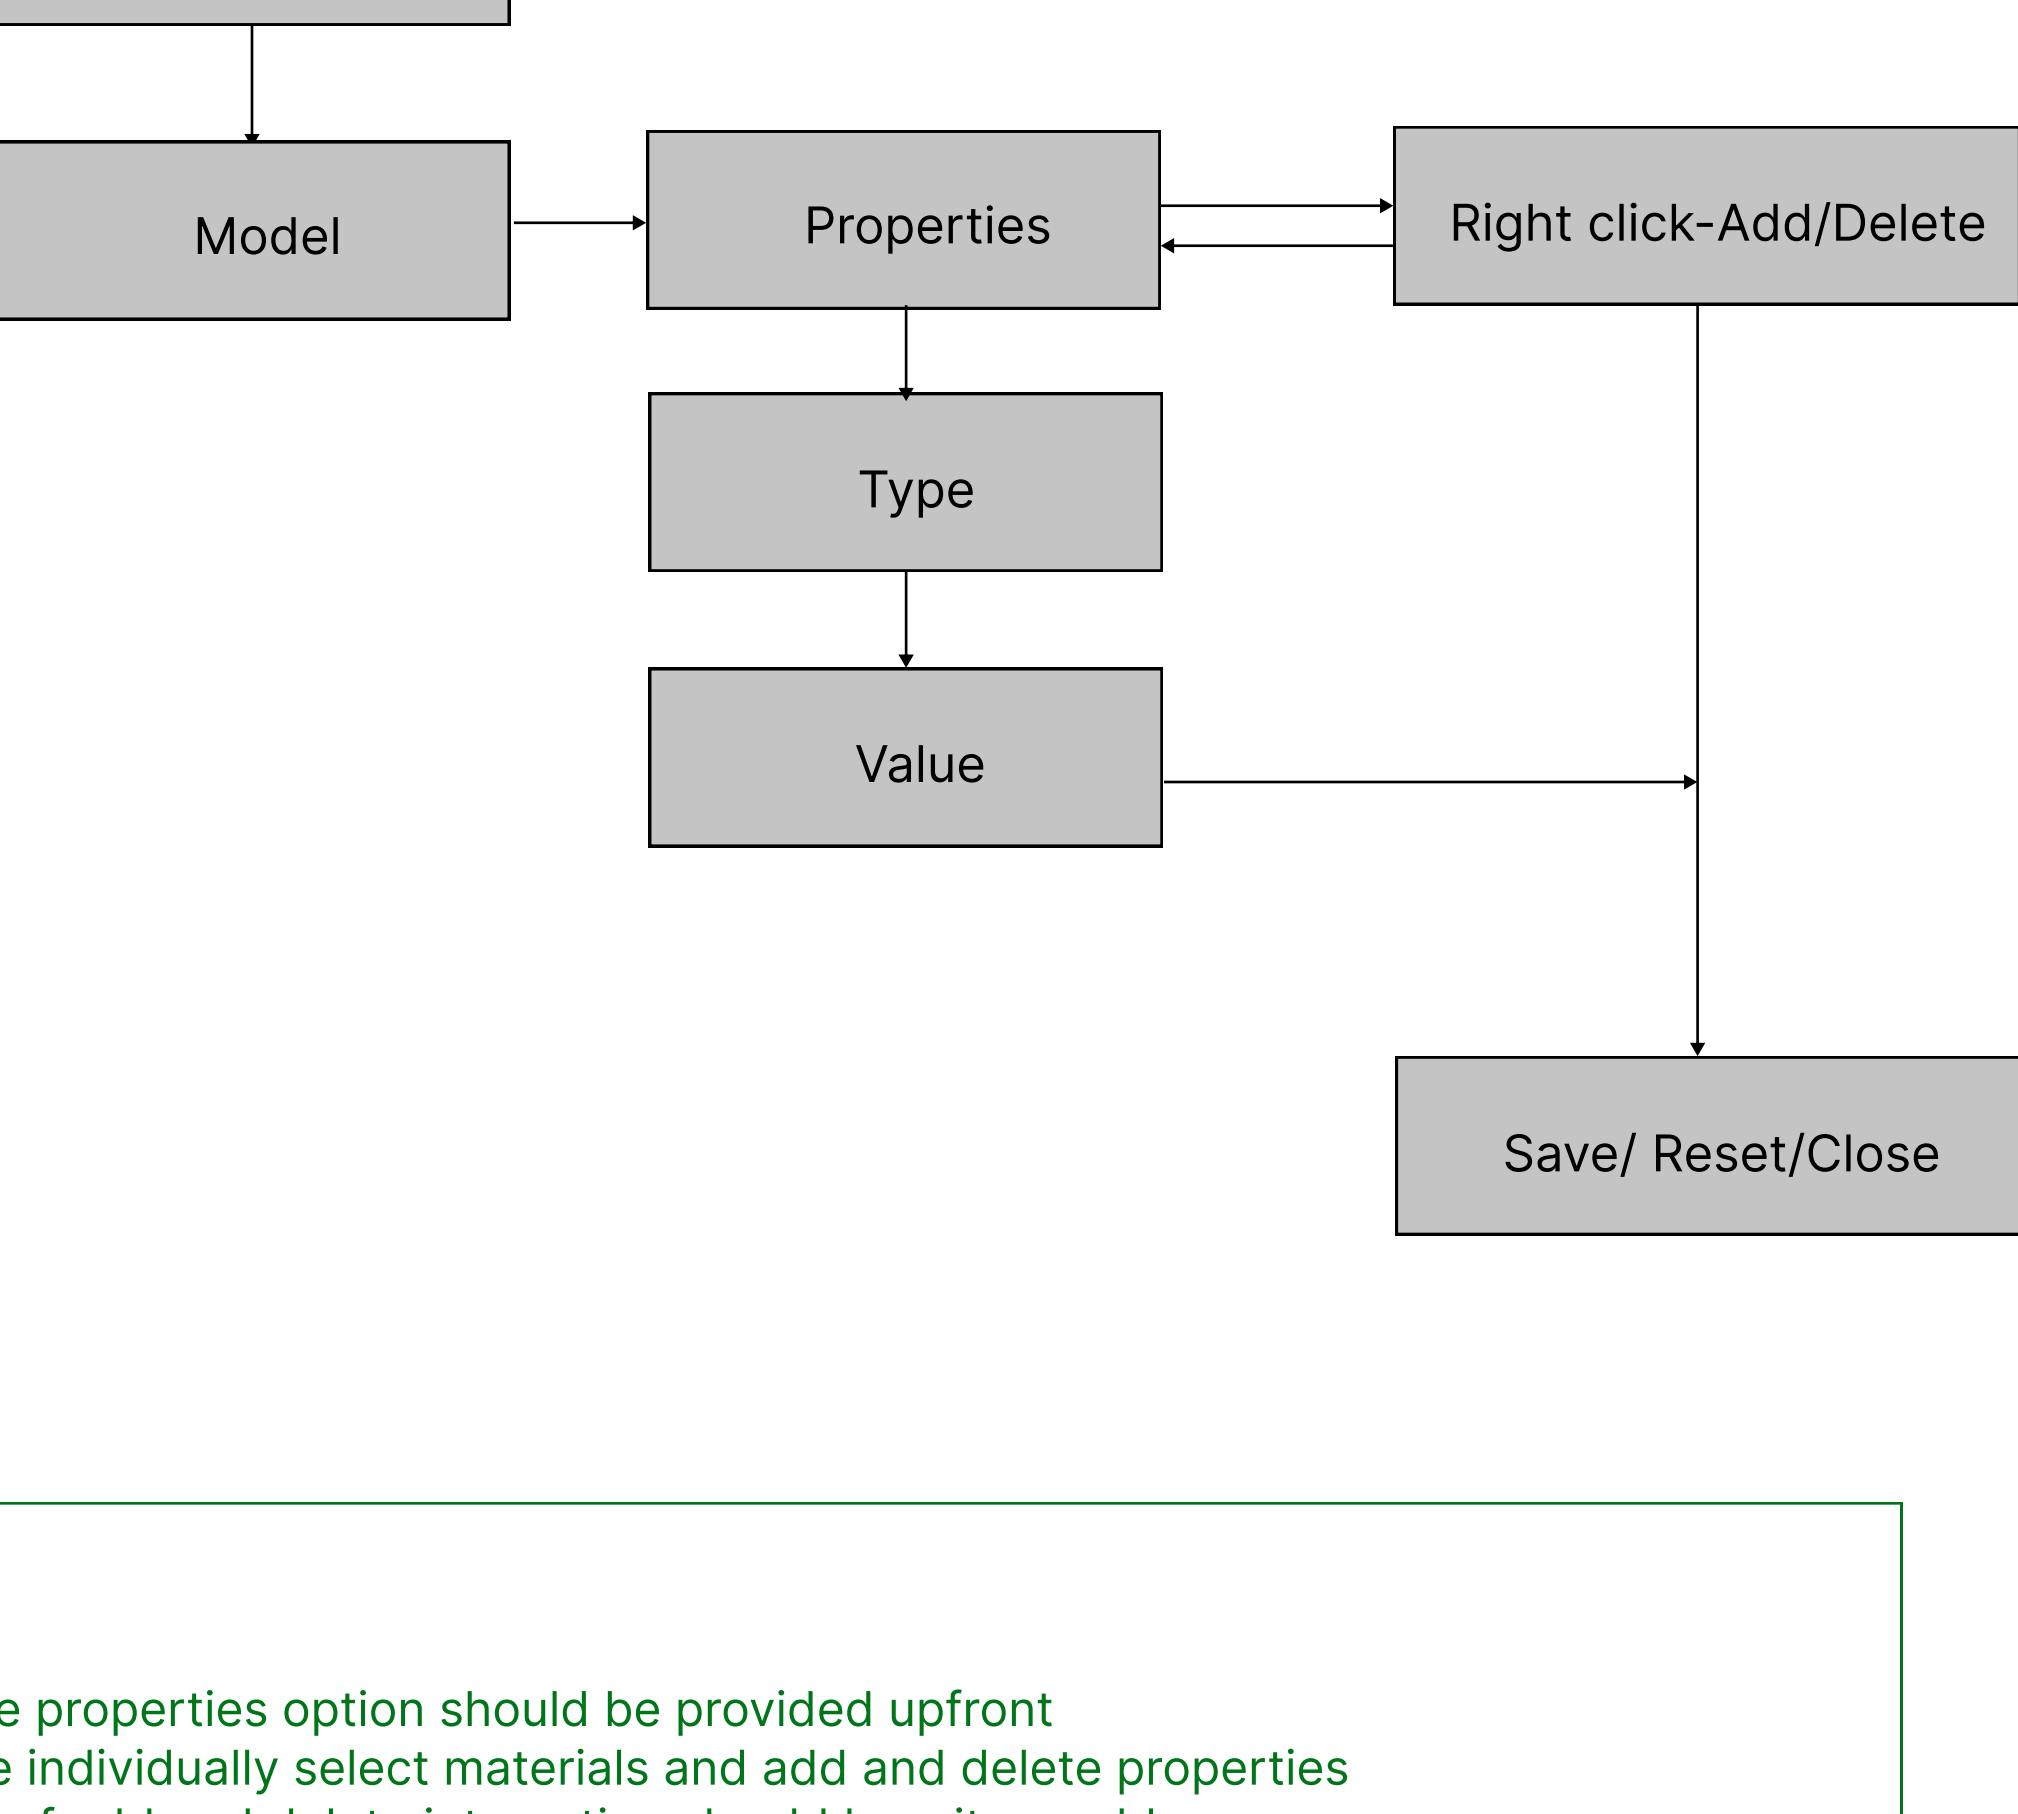 Model
Properties
Right click-Add/Delete
Type
Value
Save/ Reset/Close
properties option should be provided upfront
individually select materials and add and delete properties